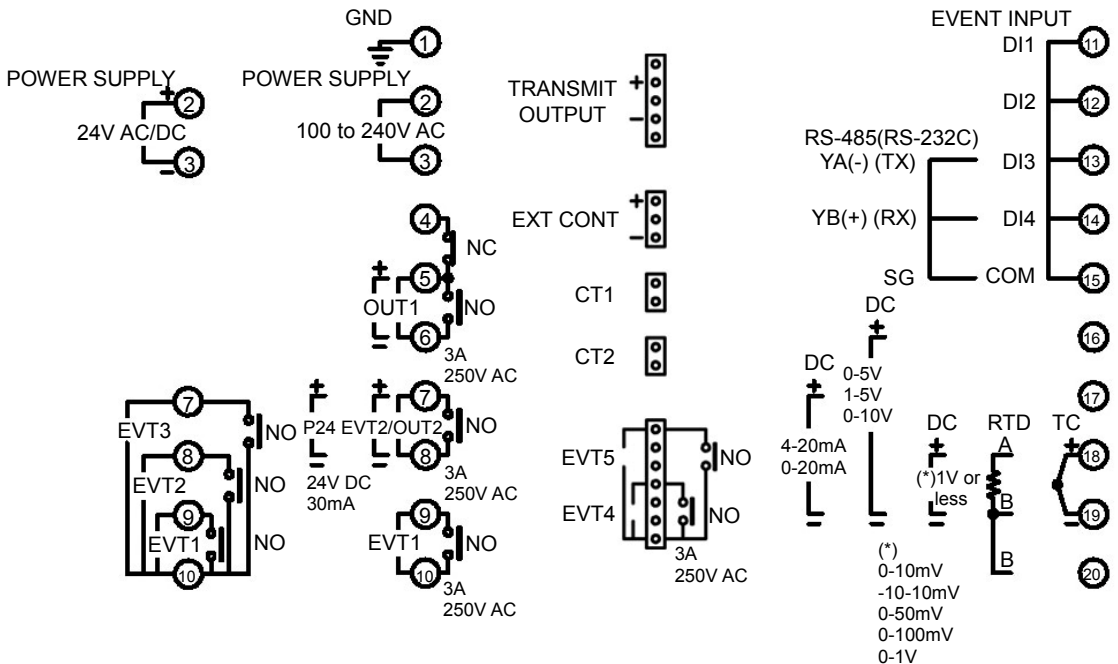 GND
1
POWER SUPPLY
+
2
24V AC/DC
−
3
POWER SUPPLY
2
100 to 240V AC
3
4
NC
+
5
OUT1
NO
−
6
3A
250V AC
7
EVT3
NO
8
EVT2
NO
9
EVT1
NO
10
+
P24
−
24V DC
30mA
+
7
EVT2/OUT2
NO
−
8
3A
250V AC
9
EVT1
NO
10
3A
250V AC
TRANSMIT
OUTPUT
+
−
EXT CONT
+
−
CT1
CT2
EVT5
NO
EVT4
NO
3A
250V AC
EVENT INPUT
DI1
11
DI2
12
RS-485(RS-232C)
YA(-) (TX)
DI3
13
YB(+) (RX)
DI4
14
SG
COM
15
16
17
18
19
20
DC
+
4-20mA
0-20mA
−
DC
+
0-5V
1-5V
0-10V
−
DC
+
(*)1V or
less
−
(*)
0-10mV
-10-10mV
0-50mV
0-100mV
0-1V
RTD
A
B
B
TC
+
−